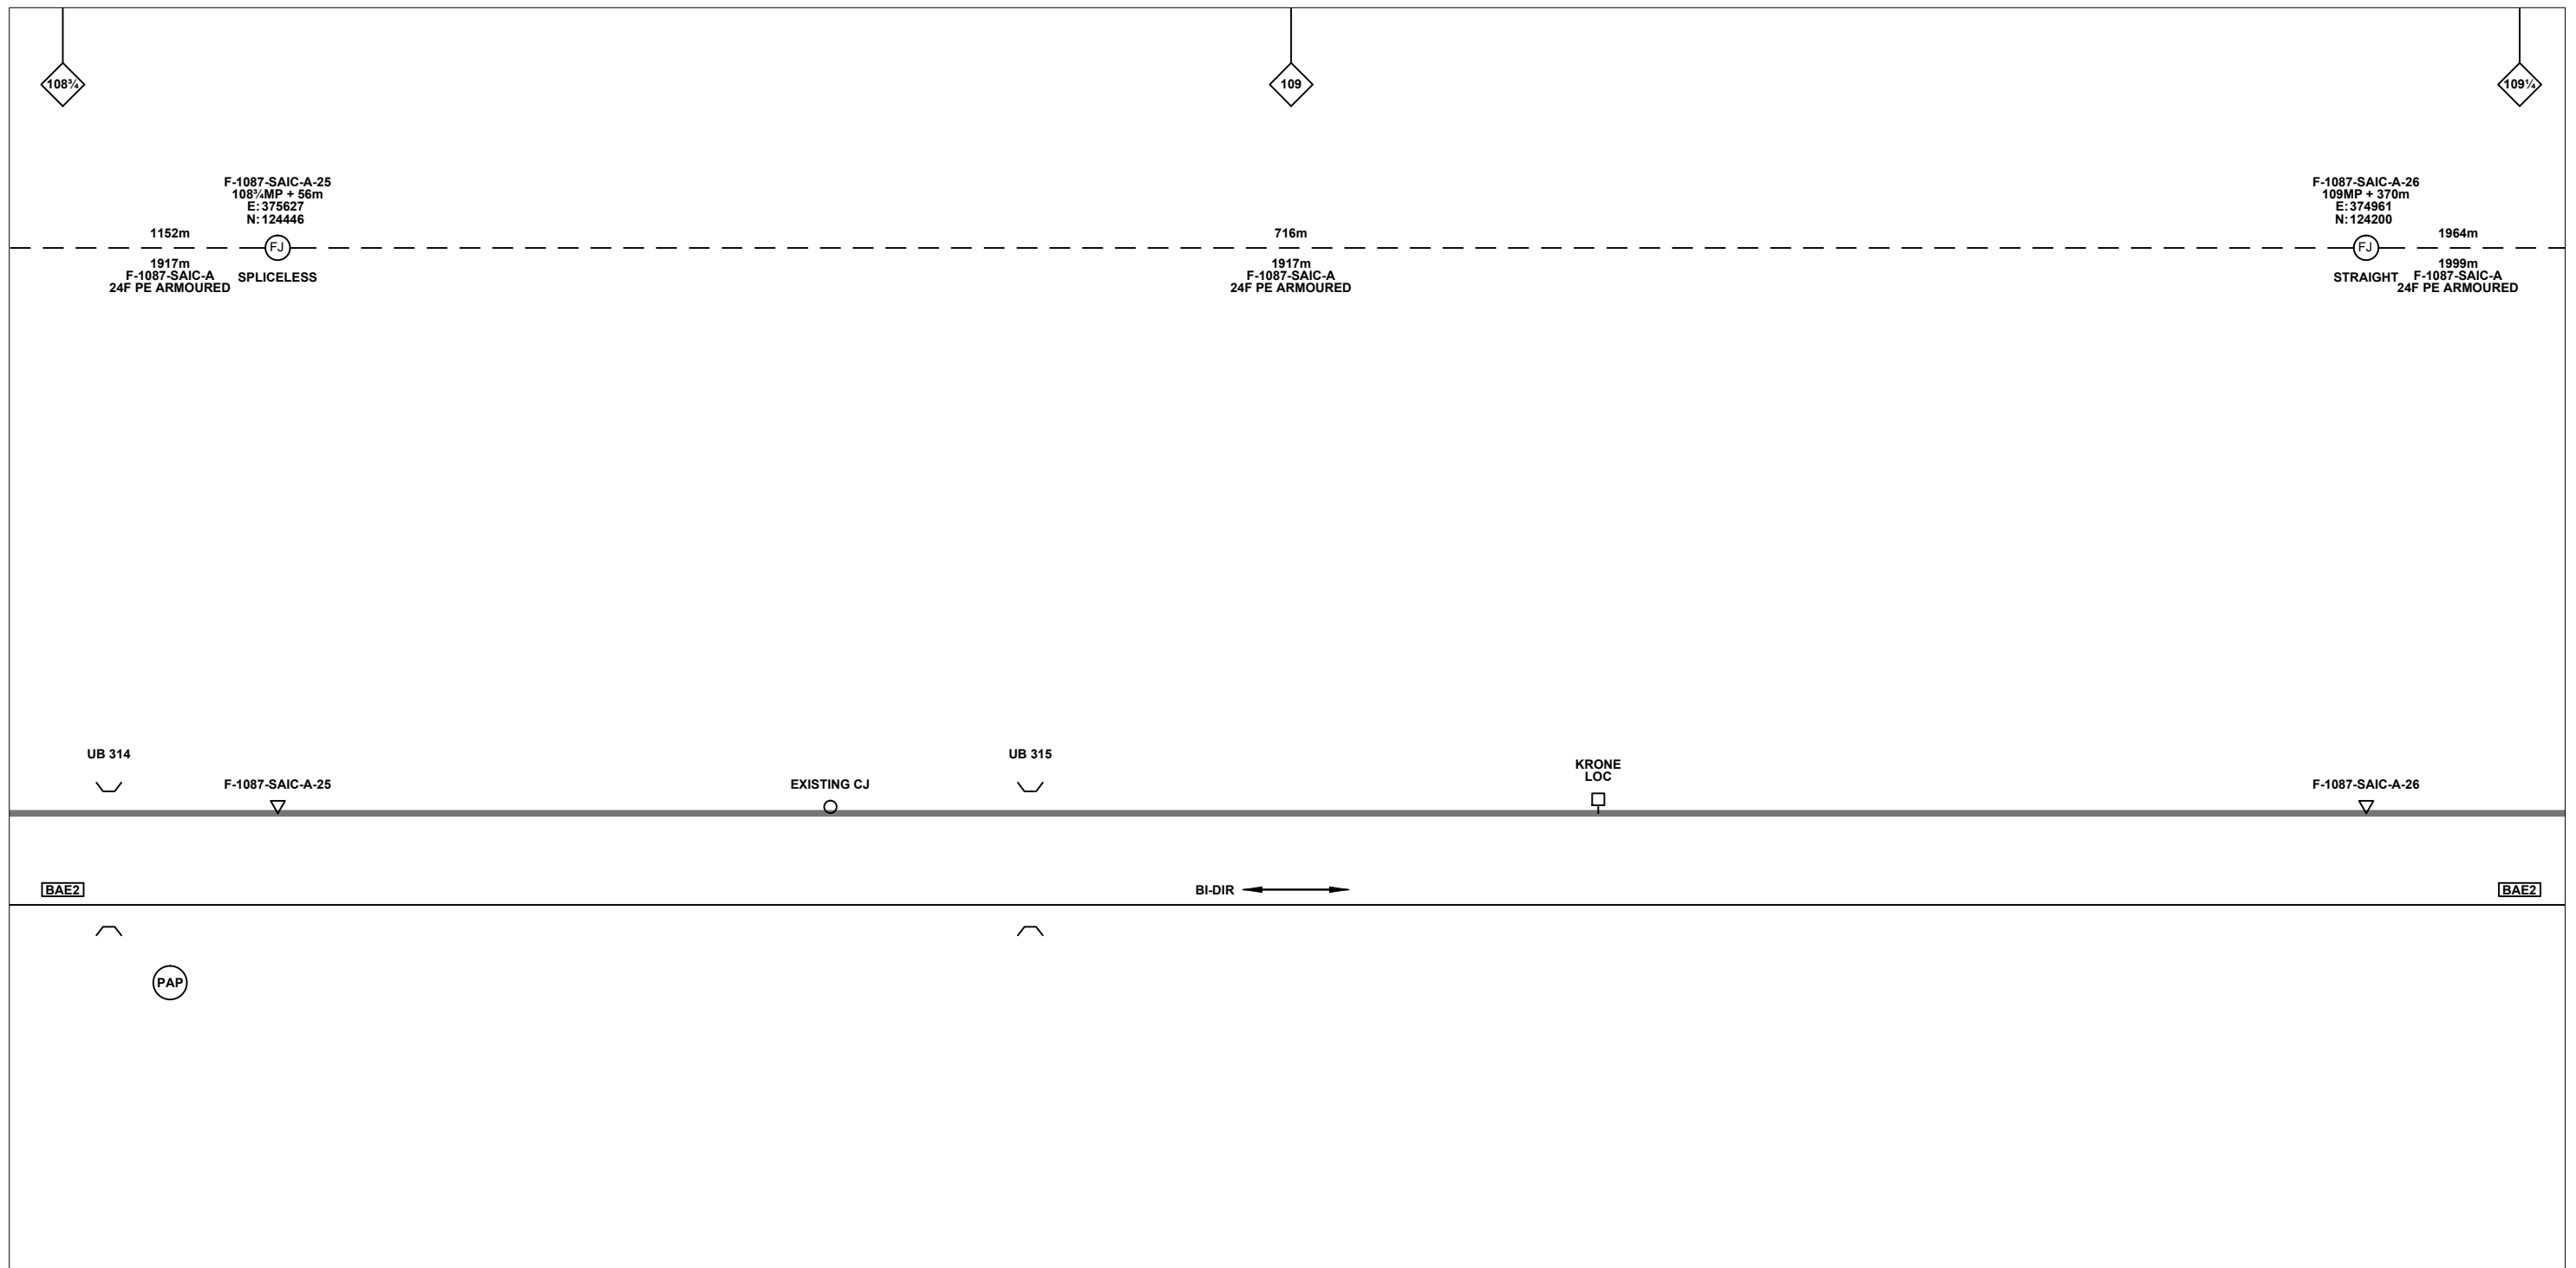 108¾
109
109¼
F-1087-SAIC-A-25
108¾MP + 56m
E:375627
N:124446
F-1087-SAIC-A-26
109MP + 370m
E:374961
N:124200
1152m
FJ
716m
FJ
1964m
1917m
F-1087-SAIC-A
24F PE ARMOURED
SPLICELESS
1917m
F-1087-SAIC-A
24F PE ARMOURED
STRAIGHT
1999m
F-1087-SAIC-A
24F PE ARMOURED
UB 314
UB 315
KRONE
LOC
F-1087-SAIC-A-25
EXISTING CJ
F-1087-SAIC-A-26
BAE2
BI-DIR
BAE2
PAP